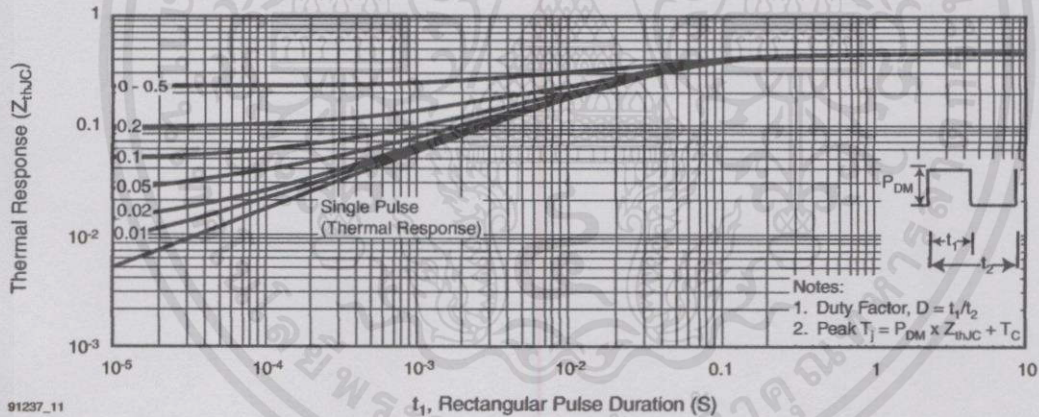 1
0.1
10-2
10-3
Thermal Response (ZthJC)
0 - 0.5
0.2
0.1
0.05
0.02
0.01
Single Pulse
(Thermal Response)
PDM
t1
t2
Notes:
1. Duty Factor, D = t1/t2
2. Peak Tj = PDM x ZthJC + TC
10-5
10-4
10-3
10-2
0.1
1
10
t1, Rectangular Pulse Duration (S)
91237_11